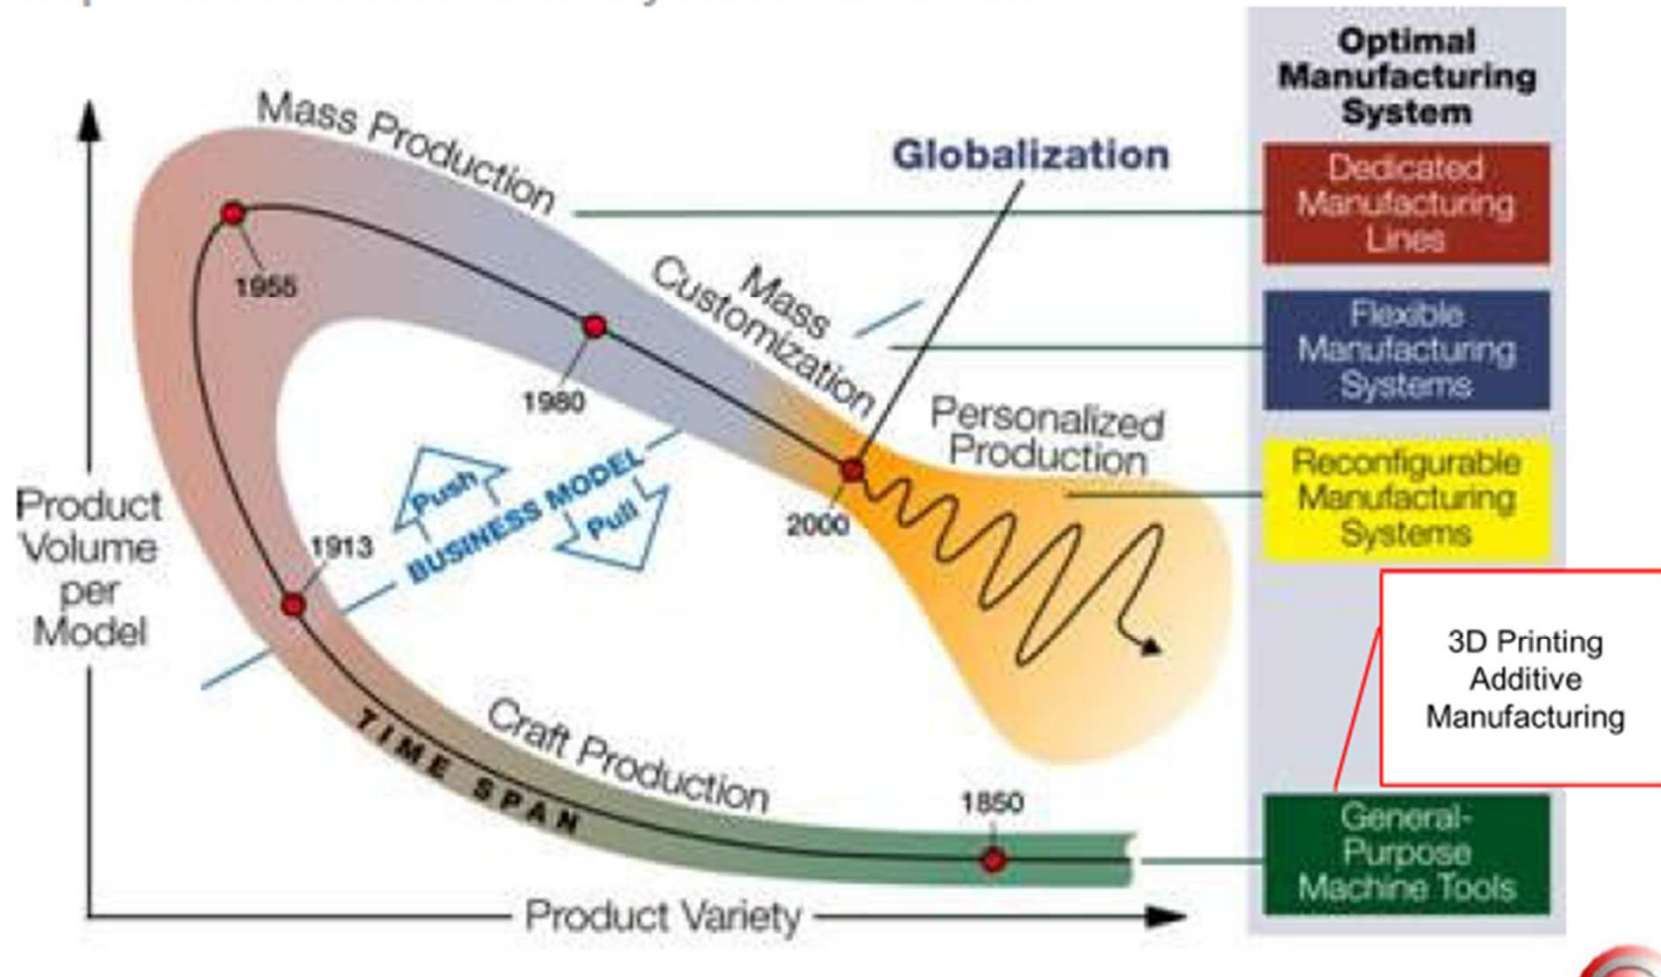 Optimal
Manufacturing
System
Mass Production
Globalization
Dedicated
Manufacturing
Lines
1955
Mass
Customization
Flexible
Manufacturing
Systems
1980
Personalized
Production
Reconfigurable
Manufacturing
Systems
Push
BUSINESS MODEL
Pull
2000
Product
Volume
per
Model
1913
3D Printing
Additive
Manufacturing
Craft Production
TIME SPAN
1850
General-
Purpose
Machine Tools
Product Variety